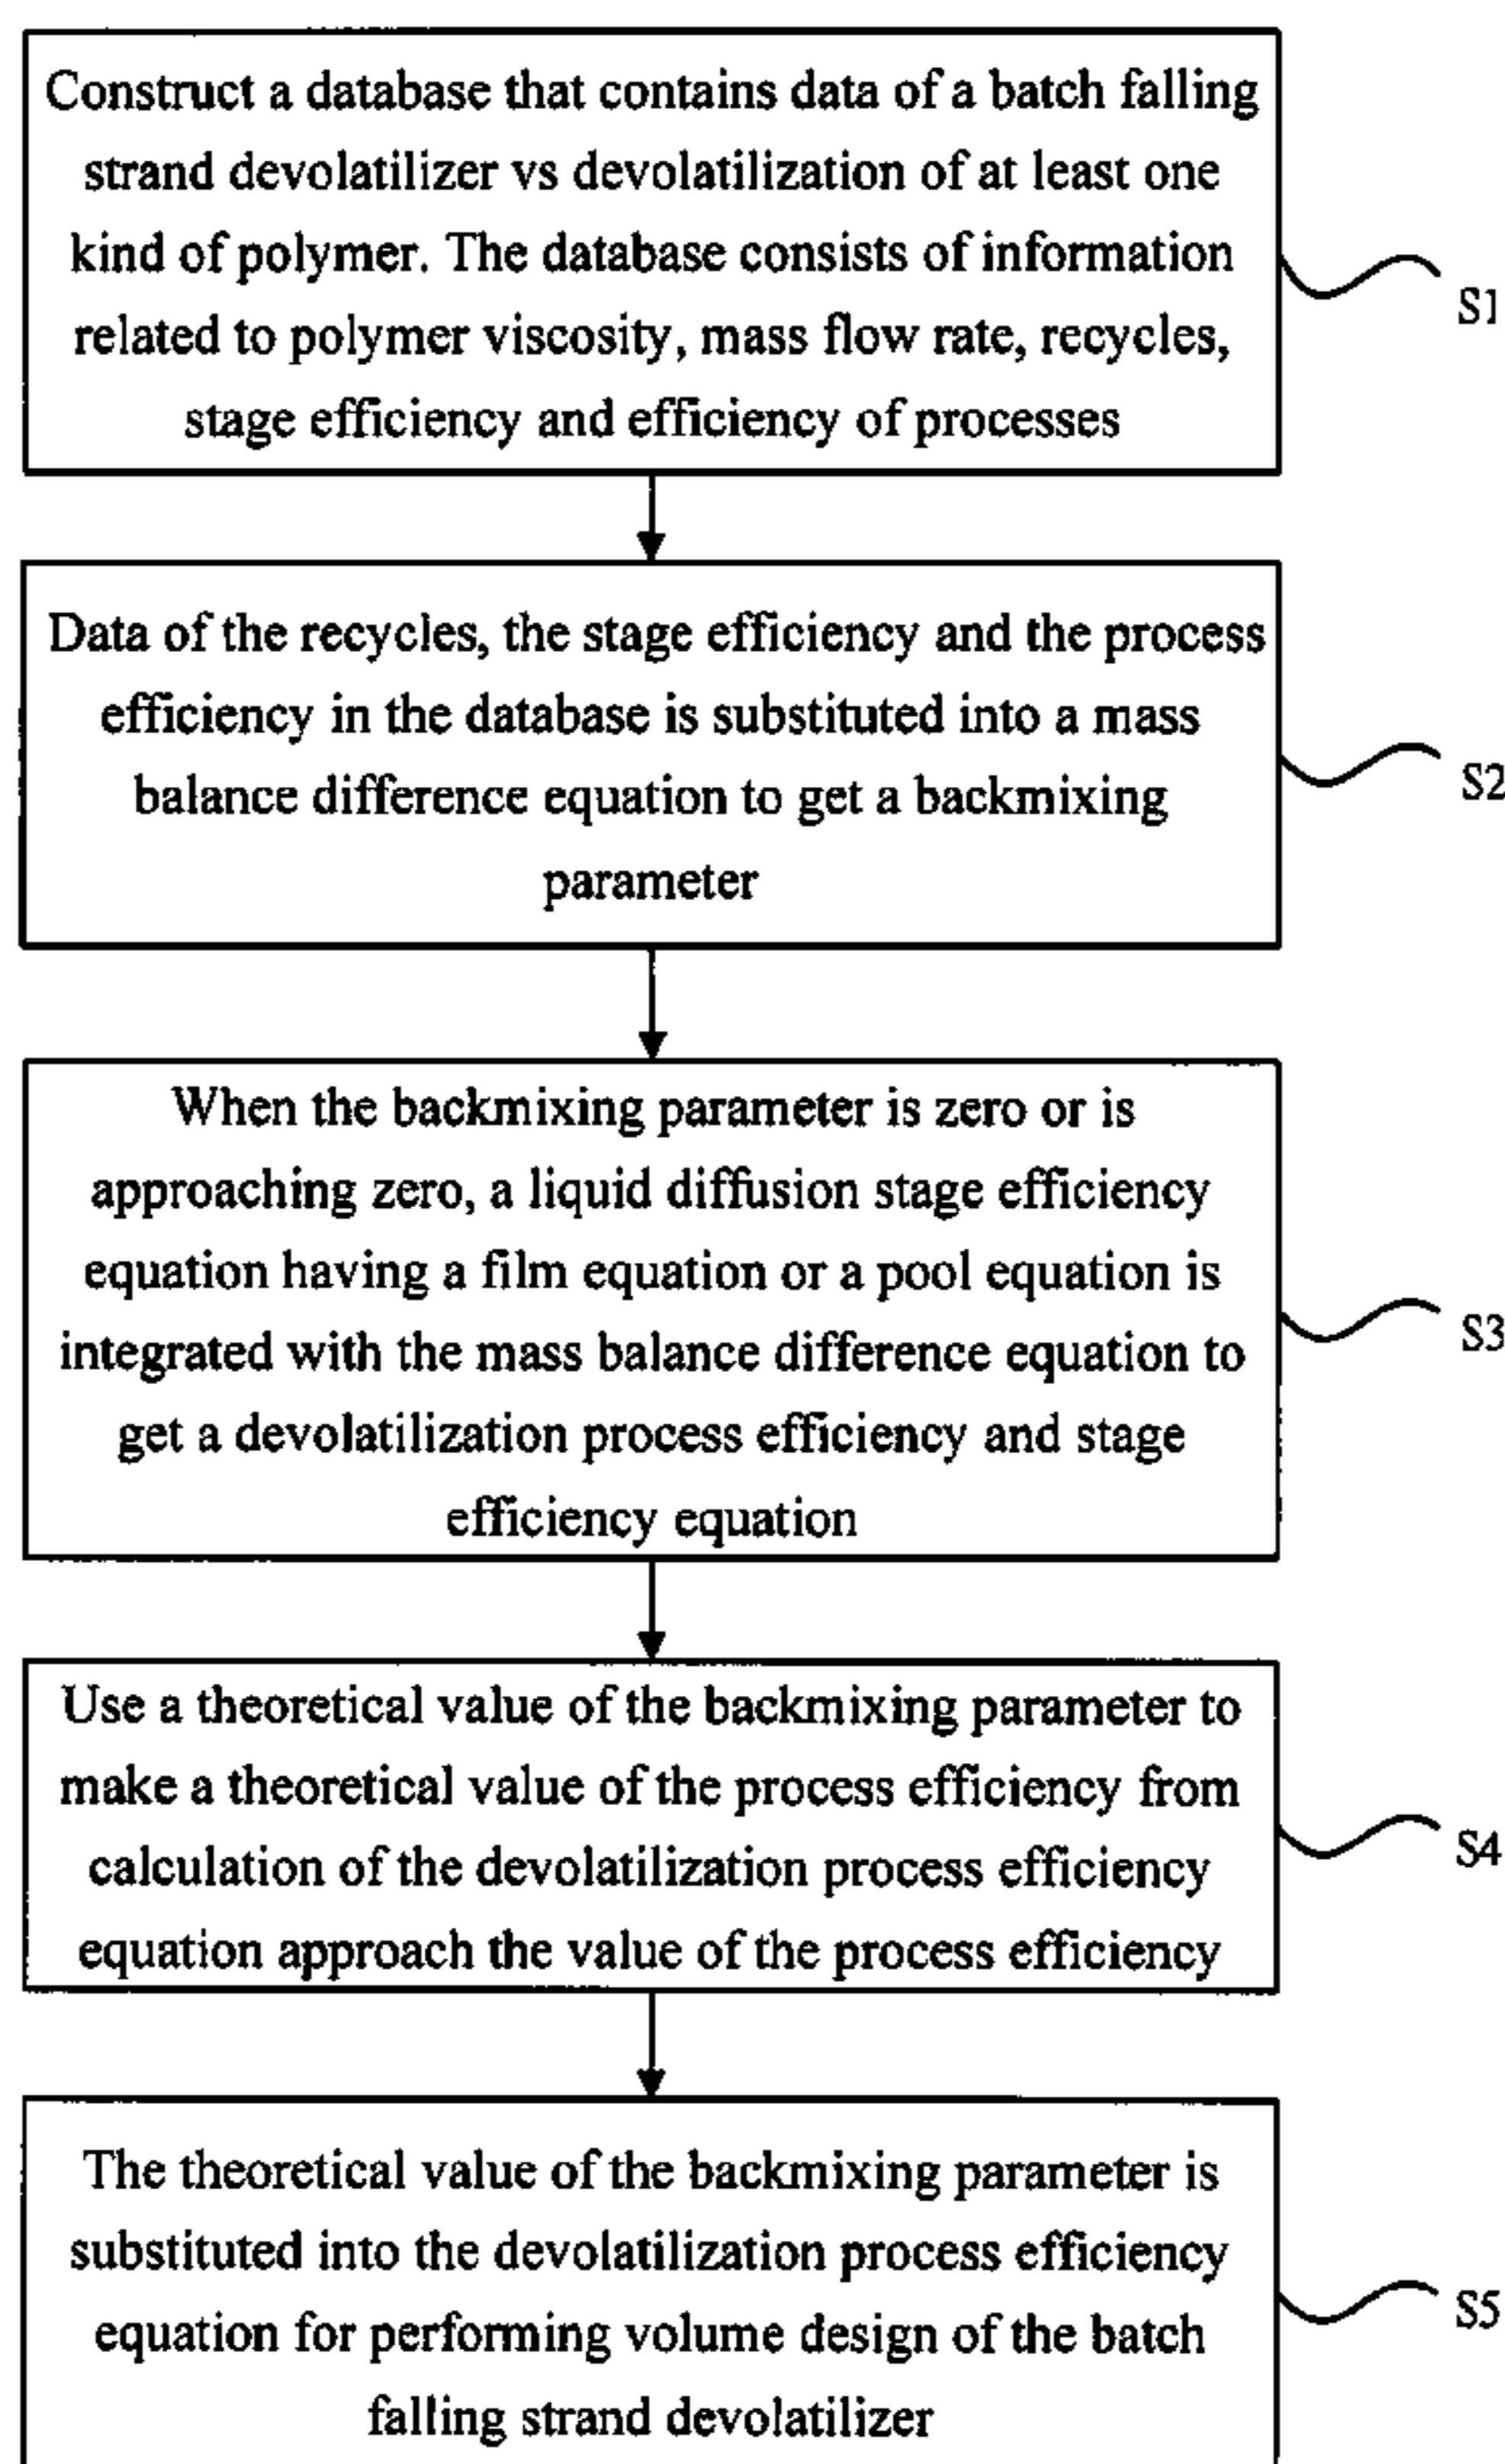 Construct a database that contains data of a batch falling
strand devolatilizer vs devolatilization of at least one
kind of polymer. The database consists of information
related to polymer viscosity, mass flow rate, recycles,
stage efficiency and efficiency of processes
S1
Data of the recycles, the stage efficiency and the process
efficiency in the database is substituted into a mass
balance difference equation to get a backmixing
parameter
S2
When the backmixing parameter is zero or is
approaching zero, a liquid diffusion stage efficiency
equation having a film equation or a pool equation is
integrated with the mass balance difference equation to
get a devolatilization process efficiency and stage
efficiency equation
S3
Use a theoretical value of the backmixing parameter to
make a theoretical value of the process efficiency from
calculation of the devolatilization process efficiency
equation approach the value of the process efficiency
S4
The theoretical value of the backmixing parameter is
substituted into the devolatilization process efficiency
equation for performing volume design of the batch
falling strand devolatilizer
S5